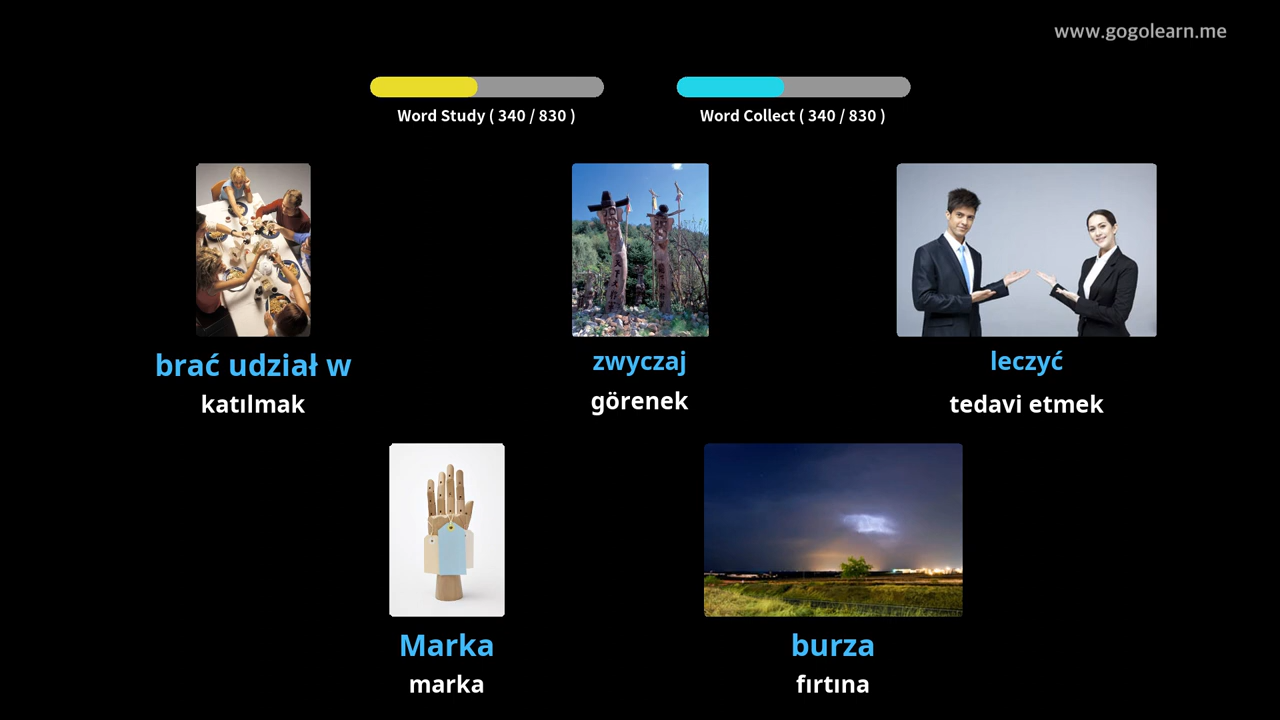 www.gogolearn.me
Word Study ( 340 / 830 )
Word Collect ( 340 / 830 )
brać udział w
katılmak
zwyczaj
görenek
leczyć
tedavi etmek
Marka
marka
burza
fırtına